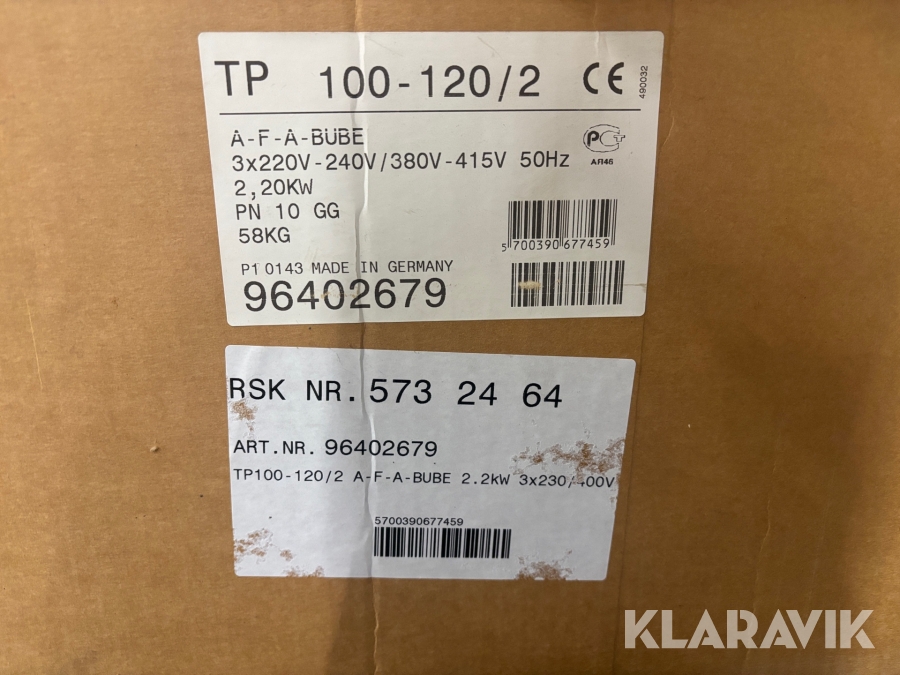 TP 100-120/2 CE
490032
A-F-A-BUBE
3x220V-240V/380V-415V 50Hz
АЯ46
2,20KW
PN 10 GG
58KG
5 700390 677459
P1 0143 MADE IN GERMANY
96402679
RSK NR. 573 24 64
ART.NR. 96402679
TP100-120/2 A-F-A-BUBE 2.2kW 3x230/400V
5700390677459
KLARAVIK